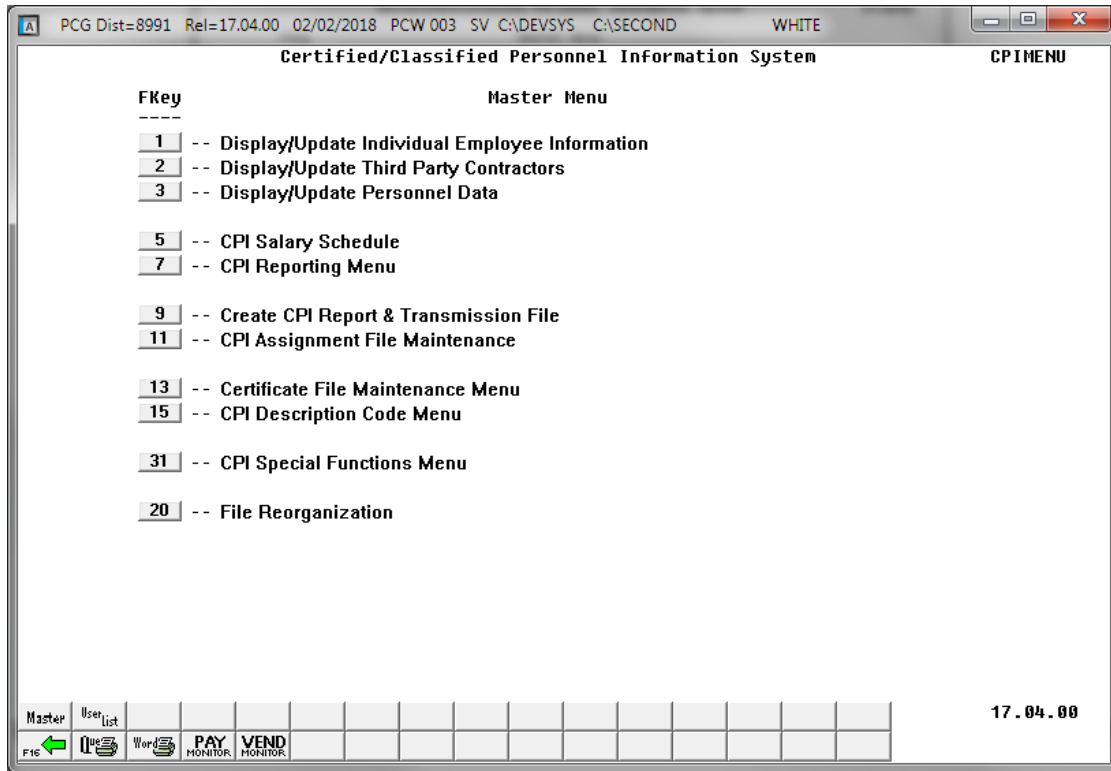 PCG Dist=8991 Rel=17.04.00 02/02/2018 PCW 003 SV C:\DEVSYS C:\SECOND WHITE
Certified/Classified Personnel Information System CPIMENU
FKey Master Menu
----
1 -- Display/Update Individual Employee Information
2 -- Display/Update Third Party Contractors
3 -- Display/Update Personnel Data
5 -- CPI Salary Schedule
7 -- CPI Reporting Menu
9 -- Create CPI Report & Transmission File
11 -- CPI Assignment File Maintenance
13 -- Certificate File Maintenance Menu
15 -- CPI Description Code Menu
31 -- CPI Special Functions Menu
20 -- File Reorganization
Master User List 17.04.00
F16 Que Word PAY MONITOR VEND MONITOR